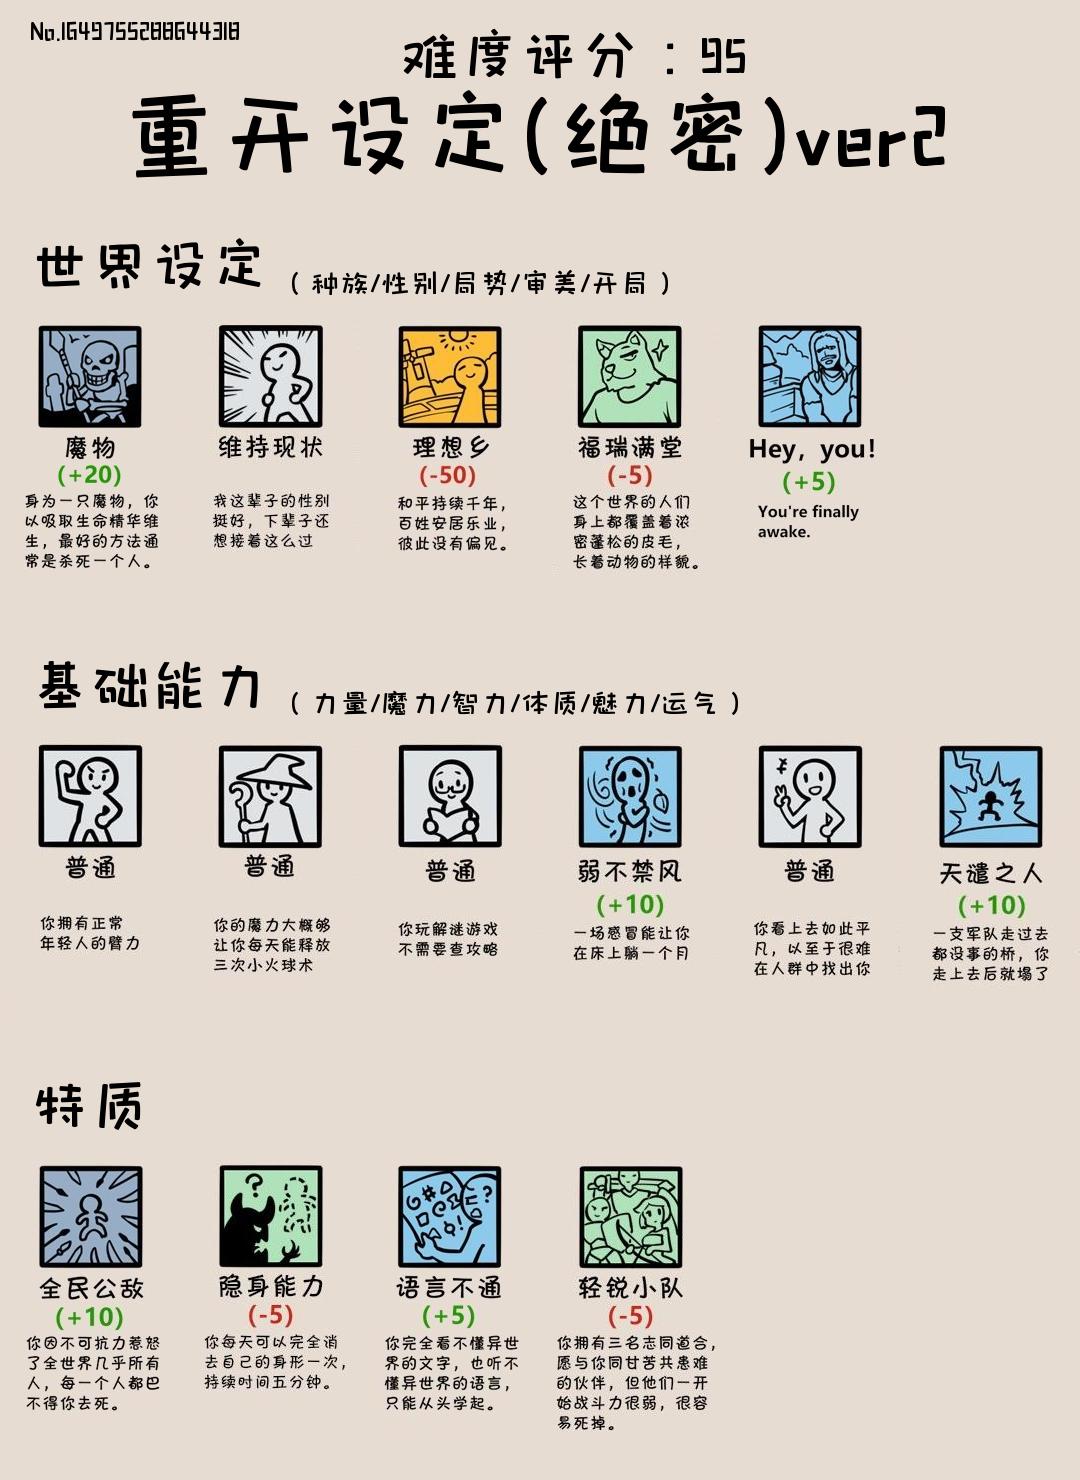 No.1649755288644318
难度评分：95
重开设定(绝密)ver2
世界设定
（种族/性别/局势/审美/开局）
魔物
(+20)
身为一只魔物，你
以吸取生命精华维
生，最好的方法通
常是杀死一个人。
维持现状
我这辈子的性别
挺好，下辈子还
想接着这么过
理想乡
(-50)
和平持续千年，
百姓安居乐业，
彼此没有偏见。
福瑞满堂
(-5)
这个世界的人们
身上都覆盖着浓
密蓬松的皮毛，
长着动物的样貌。
Hey, you!
(+5)
You're finally
awake.
基础能力
（力量/魔力/智力/体质/魅力/运气）
普通
你拥有正常
年轻人的臂力
普通
你的魔力大概够
让你每天能释放
三次小火球术
普通
你玩解谜游戏
不需要查攻略
弱不禁风
(+10)
一场感冒能让你
在床上躺一个月
普通
你看上去如此平
凡，以至于很难
在人群中找出你
天谴之人
(+10)
一支军队走过去
都没事的桥，你
走上去后就塌了
特质
全民公敌
(+10)
你因不可抗力惹怒
了全世界几乎所有
人，每一个人都巴
不得你去死。
隐身能力
(-5)
你每天可以完全消
去自己的身形一次，
持续时间五分钟。
语言不通
(+5)
你完全看不懂异世
界的文字，也听不
懂异世界的语言，
只能从头学起。
轻锐小队
(-5)
你拥有三名志同道合，
愿与你同甘苦共患难
的伙伴，但他们一开
始战斗力很弱，很容
易死掉。